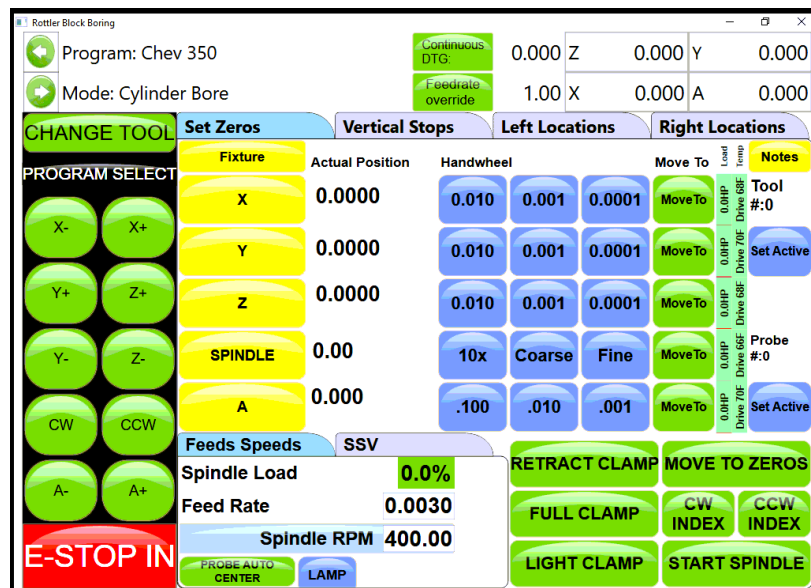 Rottler Block Boring
Program: Chev 350
Continuous DTG: 0.000 Z 0.000 Y 0.000
Mode: Cylinder Bore
Feedrate override 1.00 X 0.000 A 0.000
CHANGE TOOL
PROGRAM SELECT
X- X+
Y+ Z+
Y- Z-
CW CCW
A- A+
E-STOP IN
Set Zeros Vertical Stops Left Locations Right Locations
Fixture Actual Position Handwheel Move To Load Temp Notes
X 0.0000 0.010 0.001 0.0001 MoveTo 0.0HP Drive 68F
Tool #:0
Y 0.0000 0.010 0.001 0.0001 MoveTo 0.0HP Drive 70F Set Active
Z 0.0000 0.010 0.001 0.0001 MoveTo 0.0HP Drive 68F
SPINDLE 0.00 10x Coarse Fine MoveTo 0.0HP Drive 66F
Probe #:0
A 0.000 .100 .010 .001 MoveTo 0.0HP Drive 70F Set Active
Feeds Speeds SSV
Spindle Load 0.0%
Feed Rate 0.0030
Spindle RPM 400.00
PROBE AUTO CENTER LAMP
RETRACT CLAMP MOVE TO ZEROS
FULL CLAMP CW INDEX CCW INDEX
LIGHT CLAMP START SPINDLE